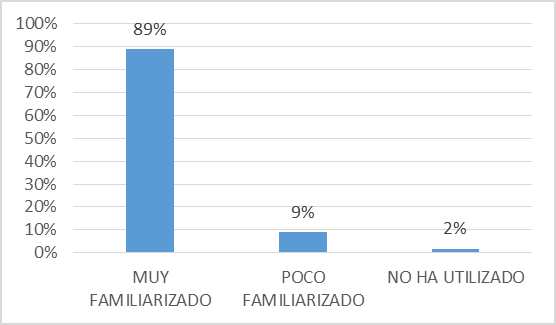 100%
90%
80%
70%
60%
50%
40%
30%
20%
10%
0%
89%
9%
2%
MUY
FAMILIARIZADO
POCO
FAMILIARIZADO
NO HA UTILIZADO